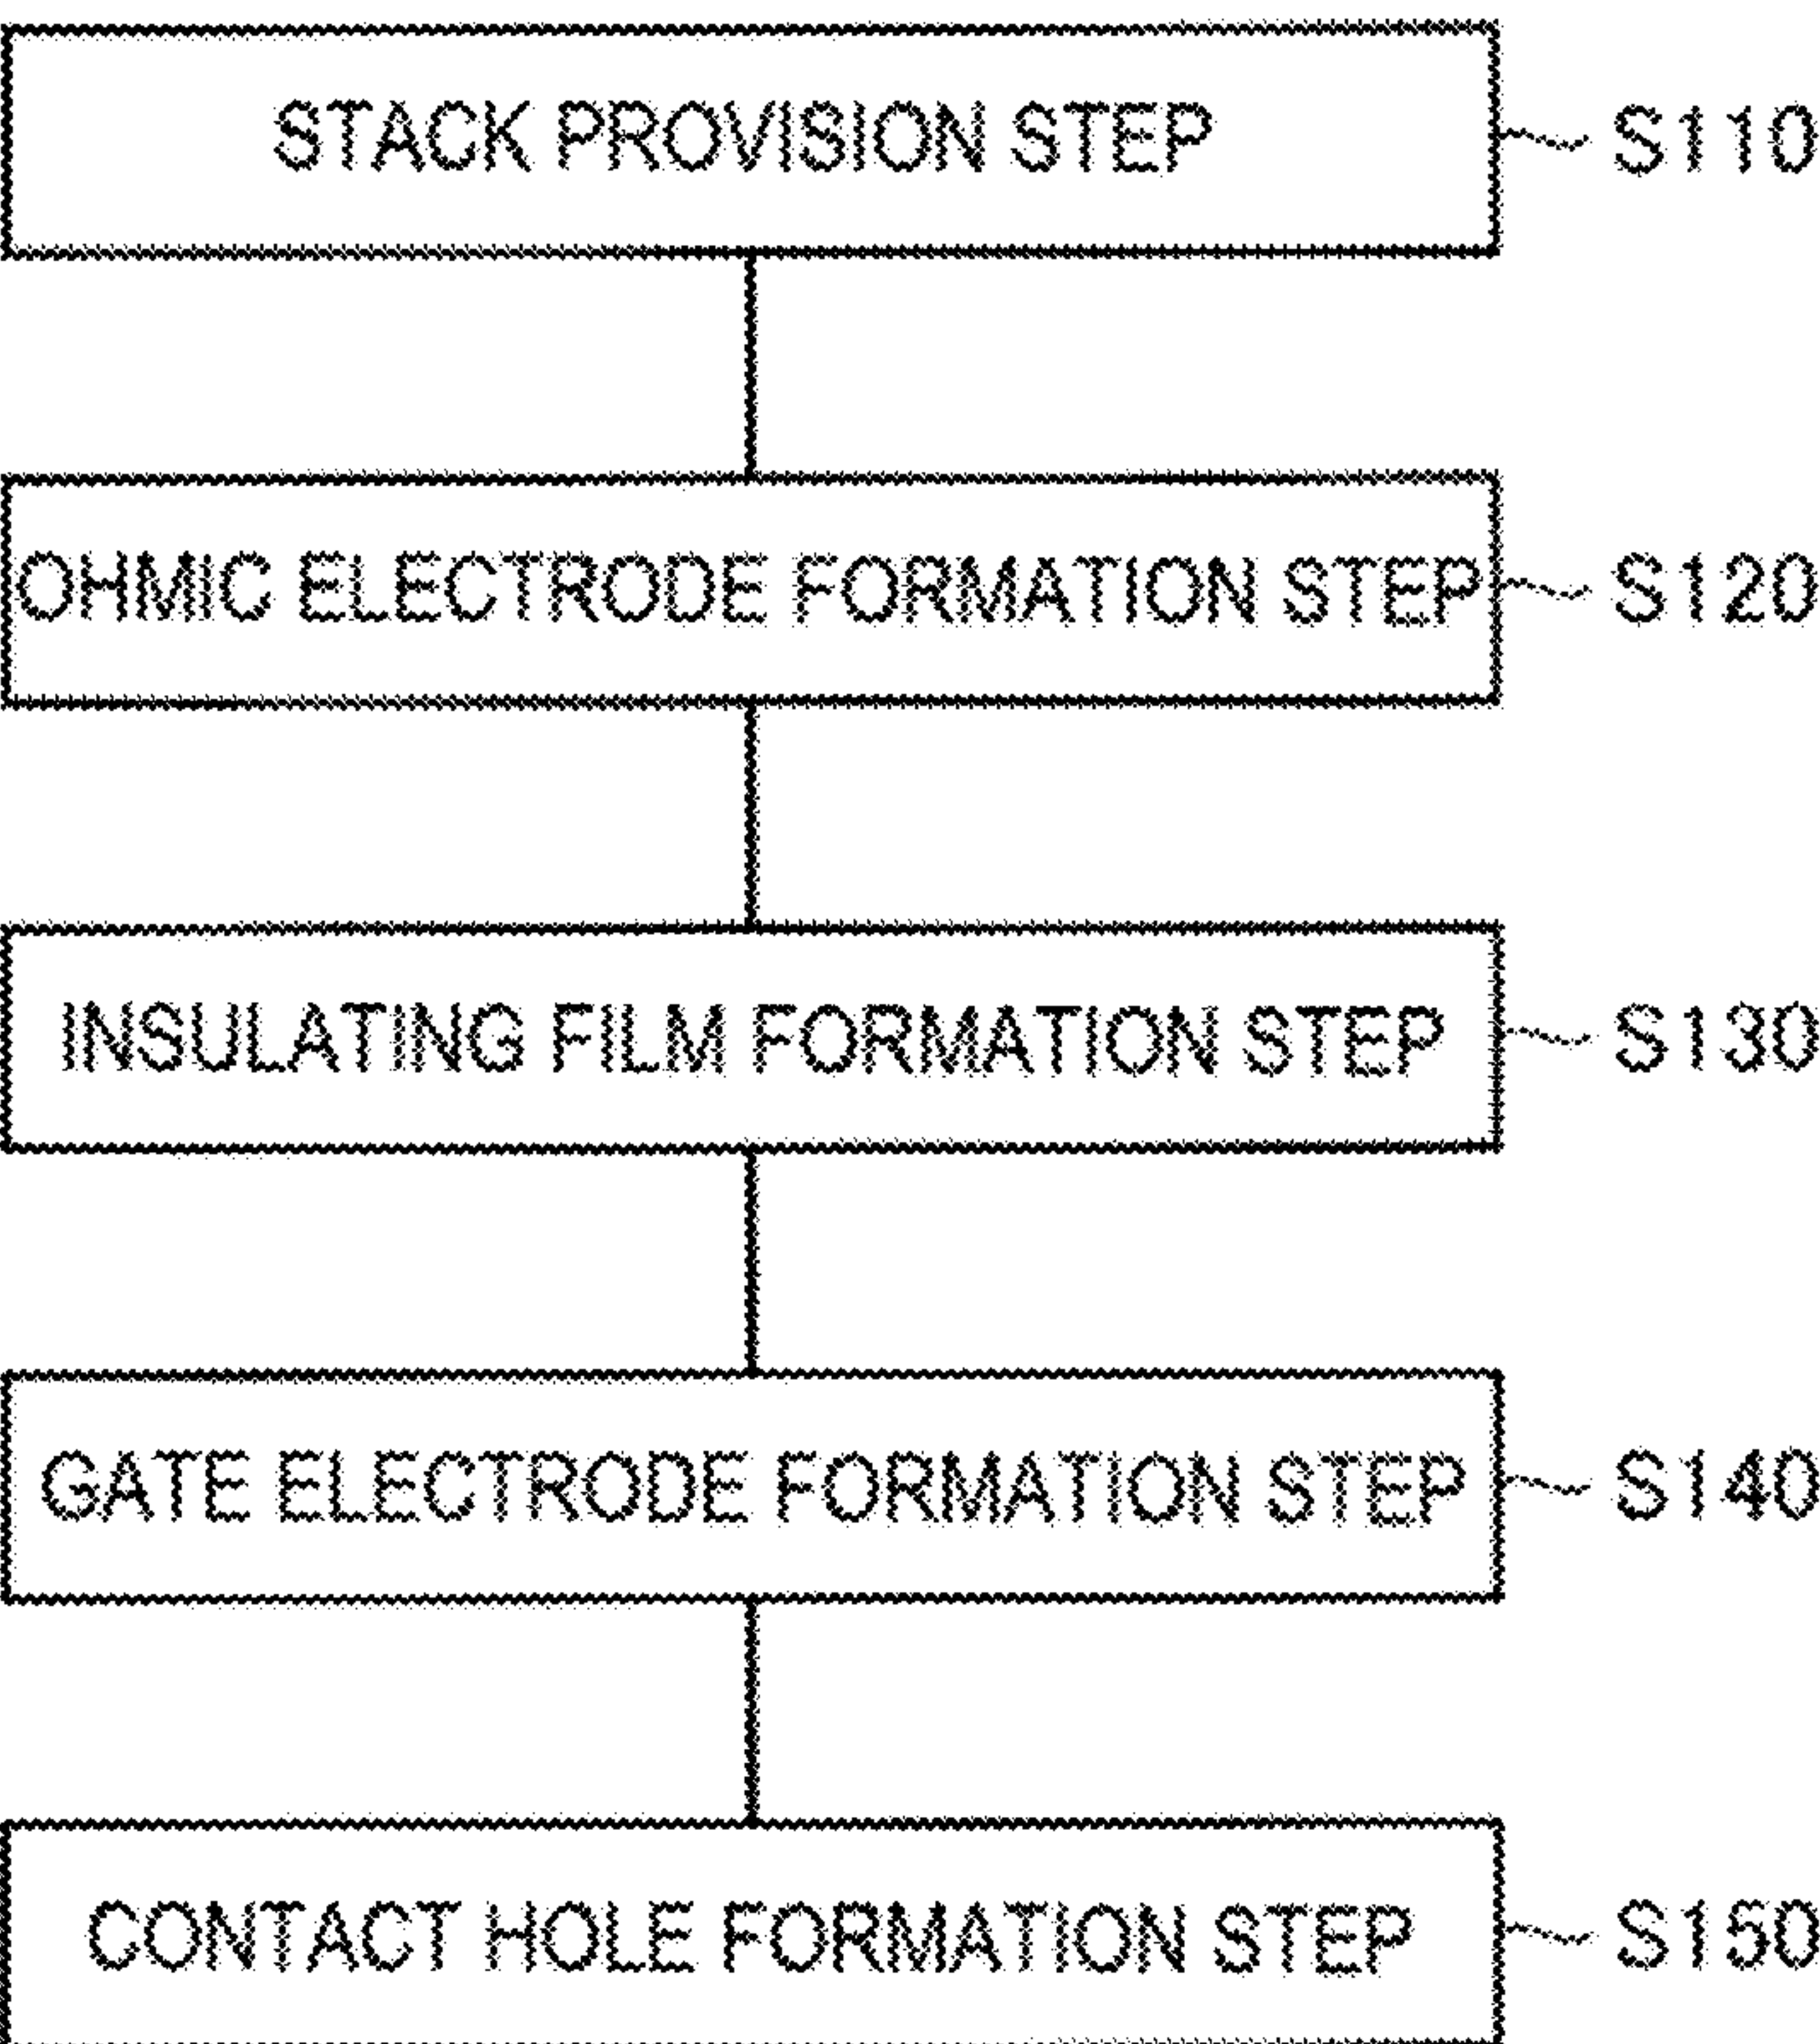 STACK PROVISION STEP S110
OHMIC ELECTRODE FORMATION STEP S120
INSULATING FILM FORMATION STEP S130
GATE ELECTRODE FORMATION STEP S140
CONTACT HOLE FORMATION STEP S150